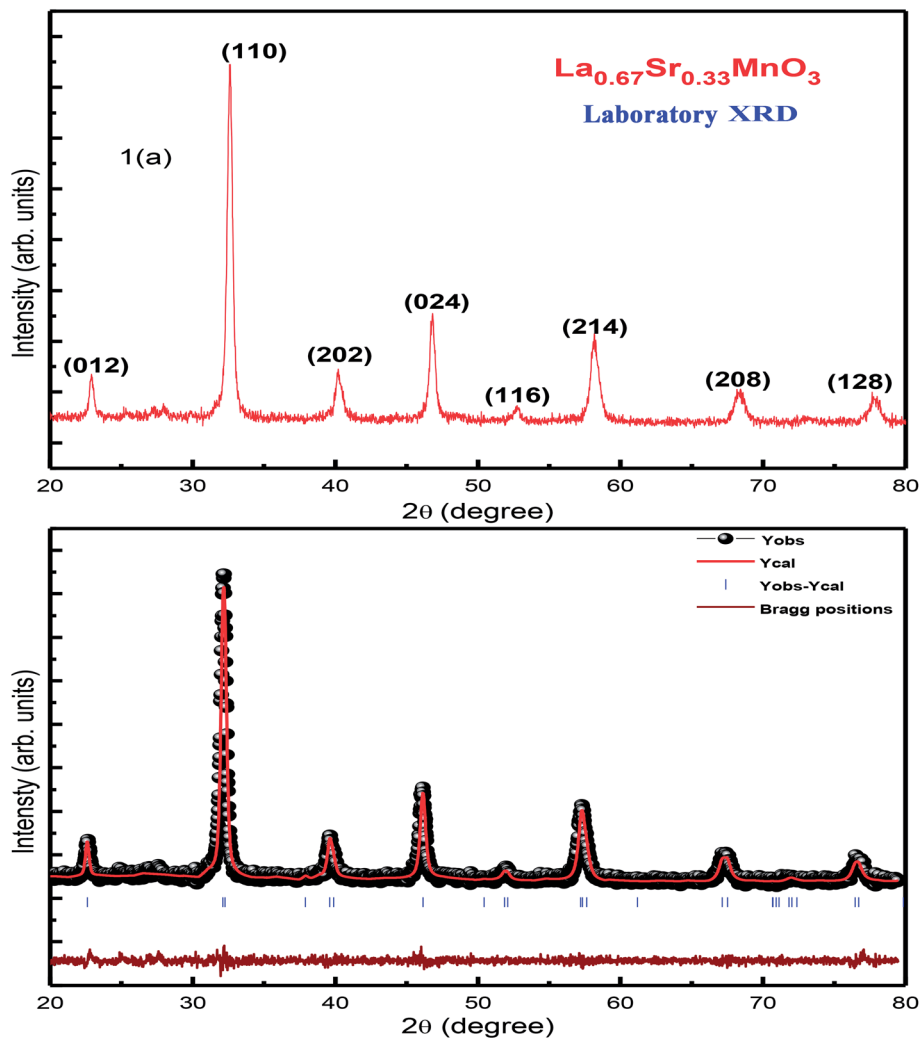 (110)
La0.67Sr0.33MnO3
Laboratory XRD
1(a)
(024)
(214)
(012)
(202)
(116)
(208)
(128)
Intensity (arb. units)
20 30 40 50 60 70 80
2θ (degree)
Yobs
Ycal
Yobs-Ycal
Bragg positions
Intensty (arb. units)
20 30 40 50 60 70 80
2θ (degree)